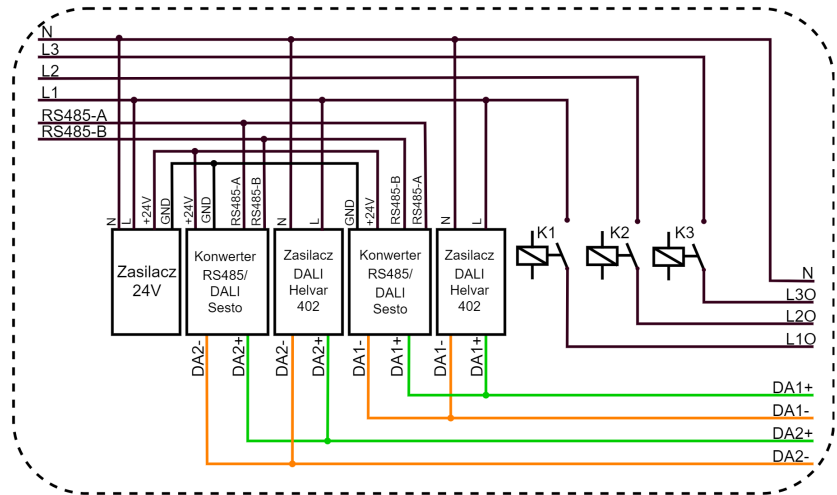 N
L3
L2
L1
RS485-A
RS485-B
N
L
+24V
GND
+24V
GND
RS485-A
RS485-B
N
L
GND
+24V
RS485-B
RS485-A
N
L
Zasilacz
24V
Konwerter
RS485/
DALI
Sesto
Zasilacz
DALI
Helvar
402
Konwerter
RS485/
DALI
Sesto
Zasilacz
DALI
Helvar
402
K1
K2
K3
N
L3O
L2O
L1O
DA2-
DA2+
DA2-
DA2+
DA1-
DA1+
DA1-
DA1+
DA1+
DA1-
DA2+
DA2-